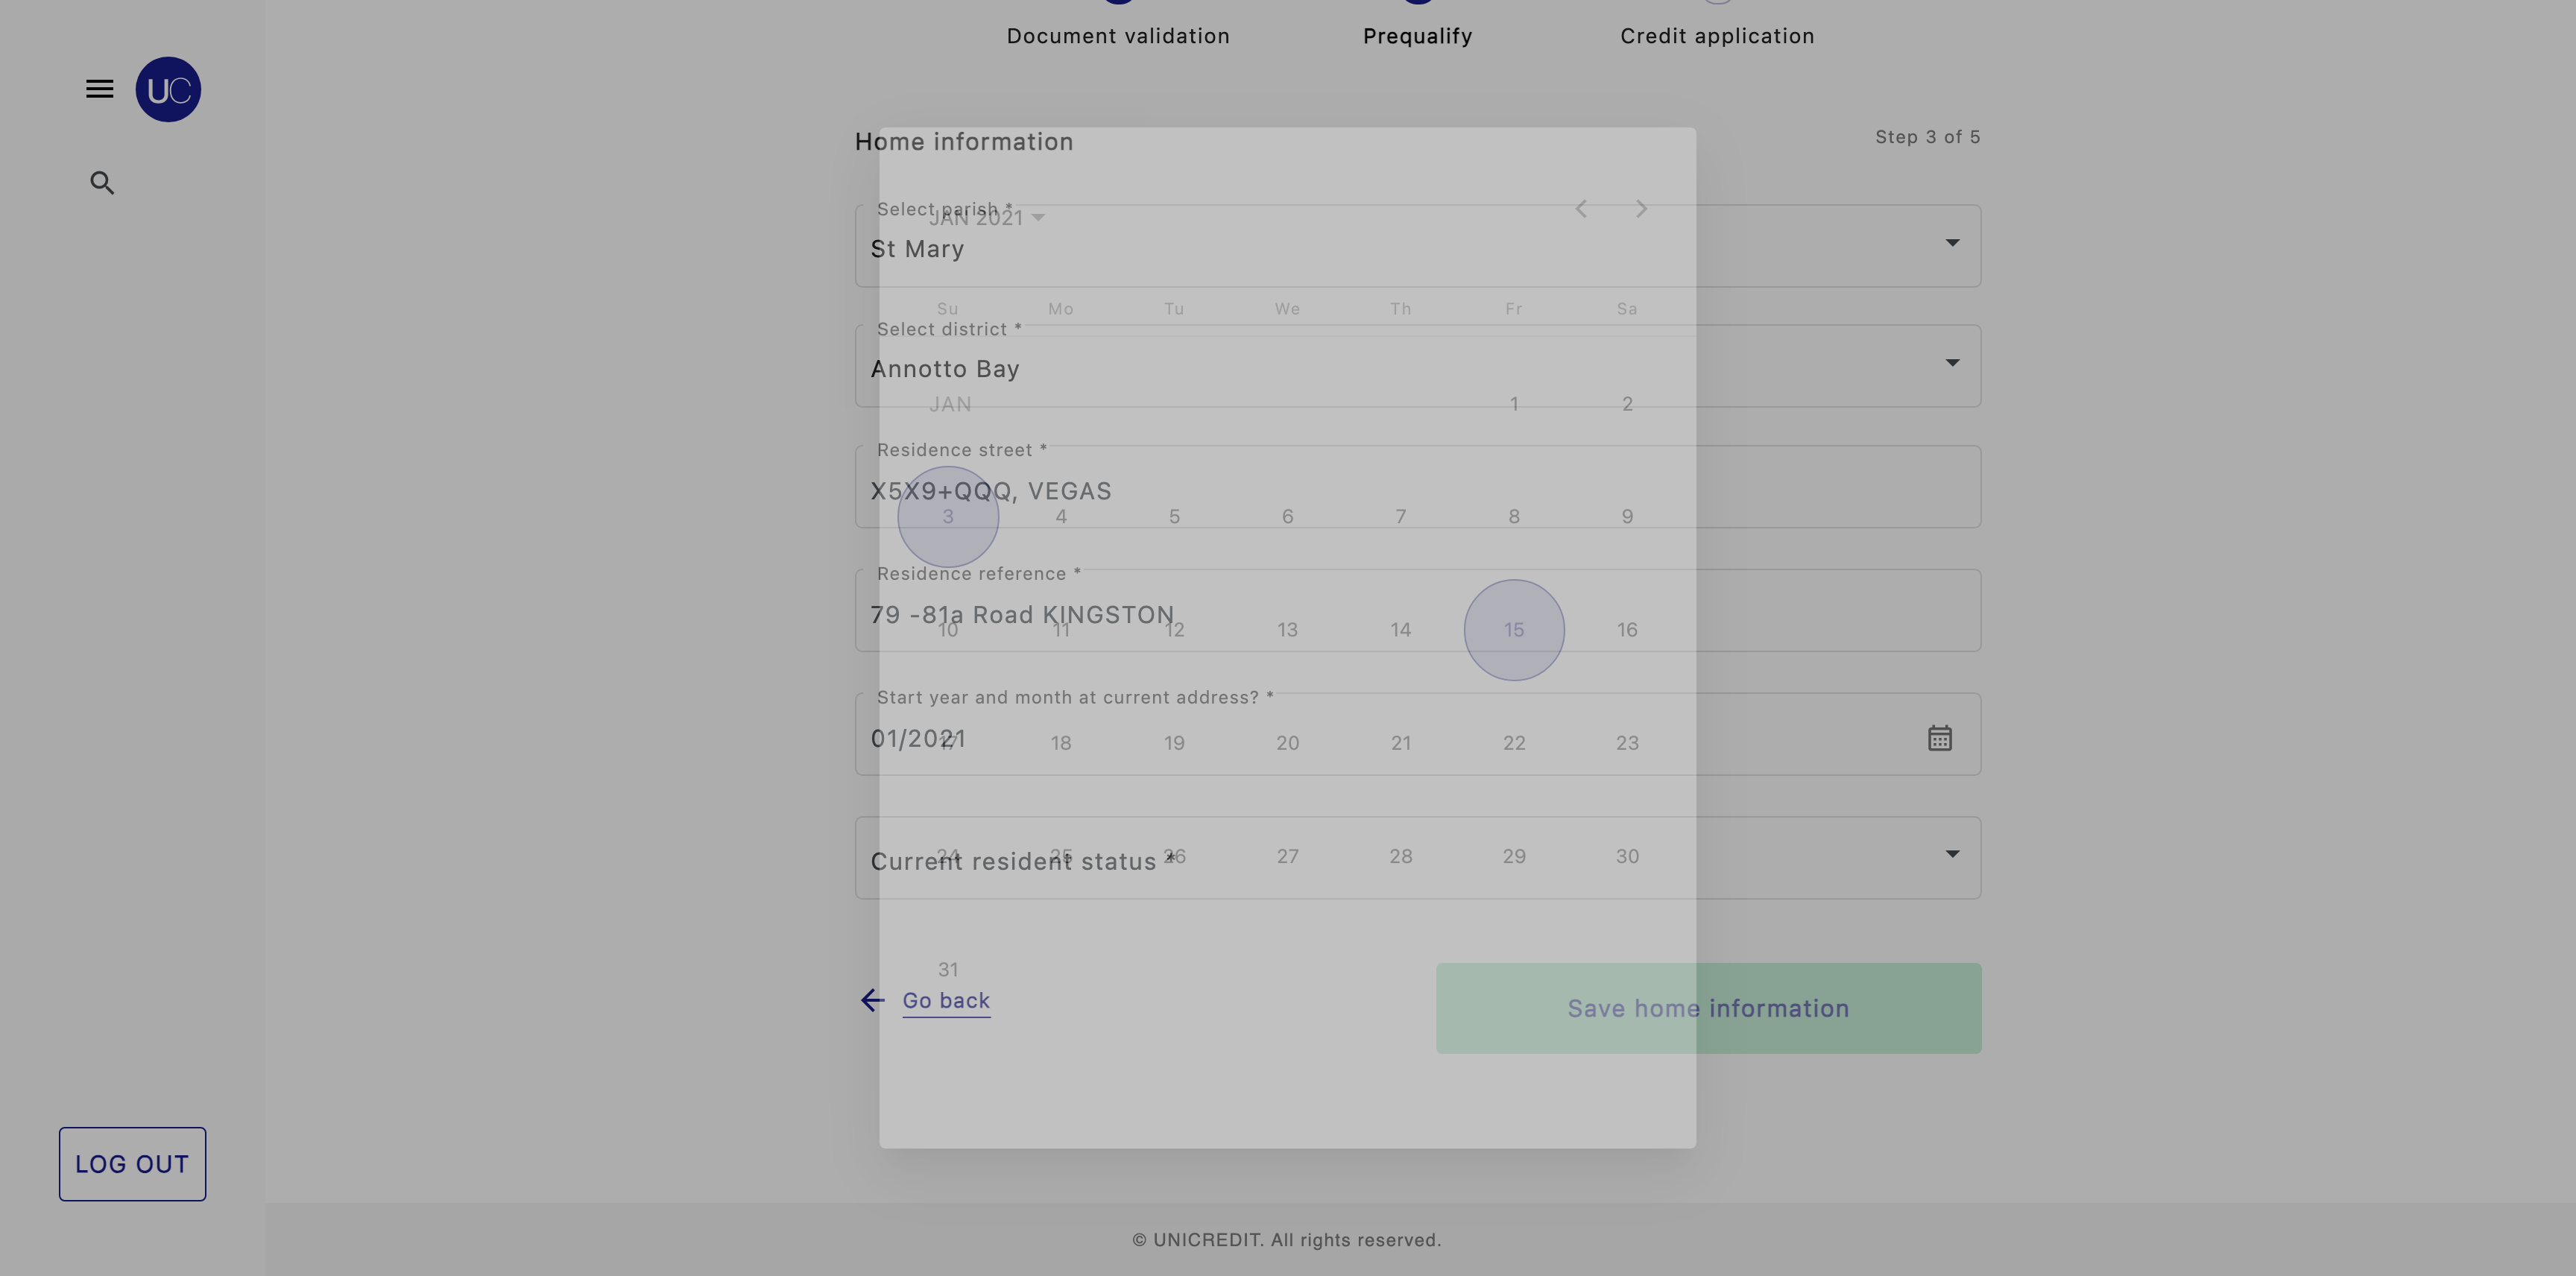 Document validation
Prequalify
Credit application
UC
Home information
Step 3 of 5
Select parish *
JAN 2021
St Mary
Su Mo Tu We Th Fr Sa
Select district *
Annotto Bay
JAN 1 2
Residence street *
X5X9+QQQ, VEGAS
3 4 5 6 7 8 9
Residence reference *
79 -81a Road KINGSTON
10 11 12 13 14 15 16
Start year and month at current address? *
01/2021
17 18 19 20 21 22 23
24 25 26 27 28 29 30
Current resident status *
31
Go back
Save home information
LOG OUT
© UNICREDIT. All rights reserved.